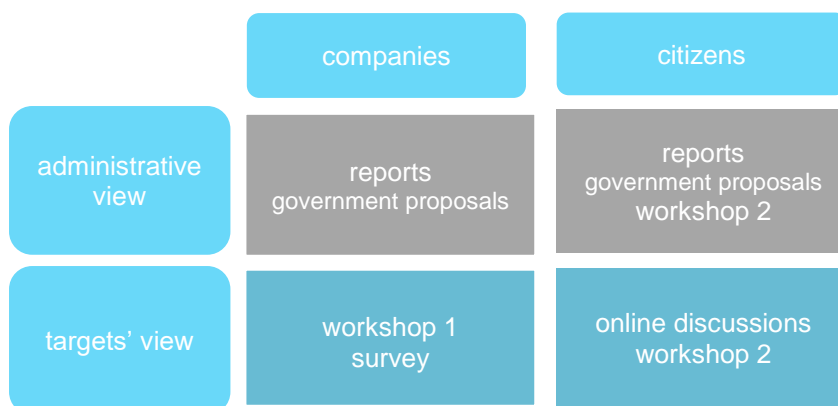 companies
citizens
administrative
view
reports
government proposals
reports
government proposals
workshop 2
targets’ view
workshop 1
survey
online discussions
workshop 2